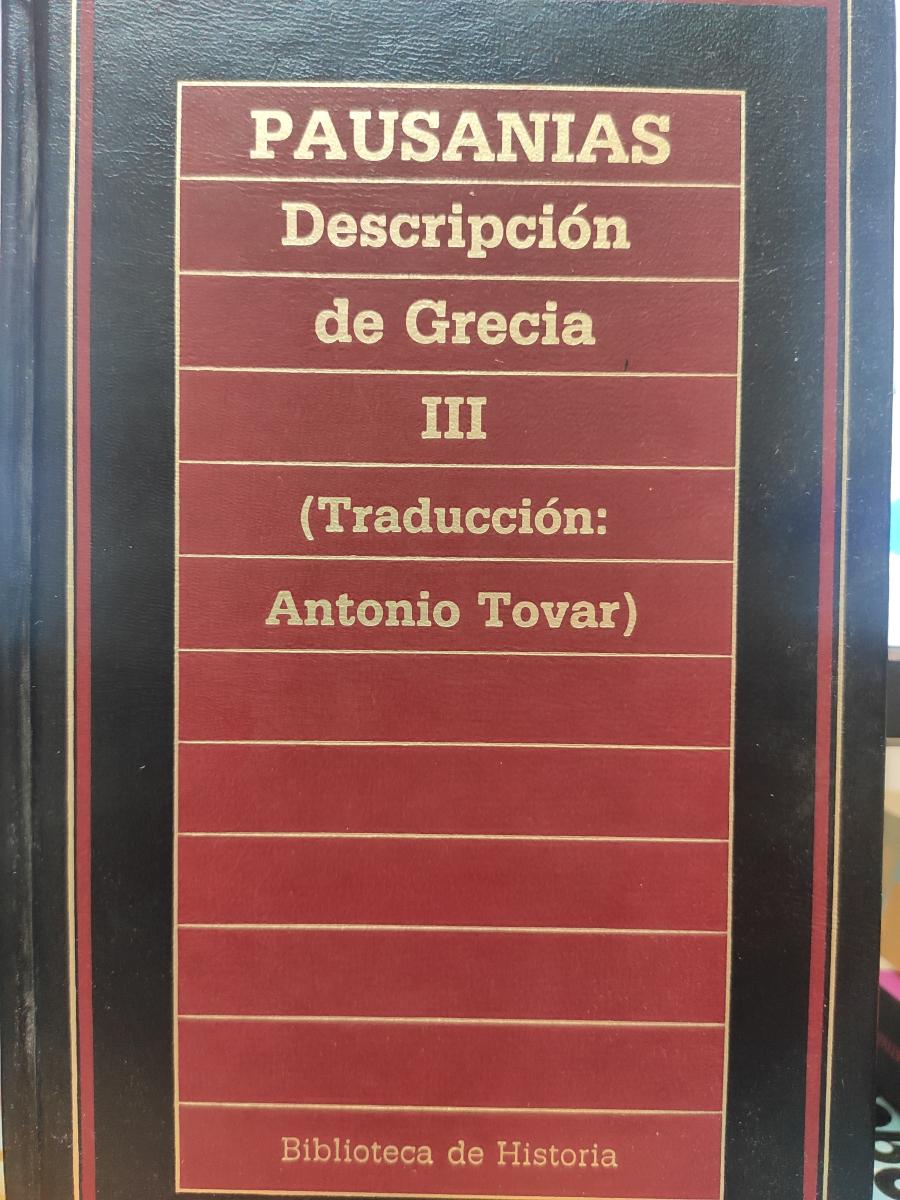 PAUSANIAS
Descripción
de Grecia
III
(Traducción:
Antonio Tovar)
Biblioteca de Historia